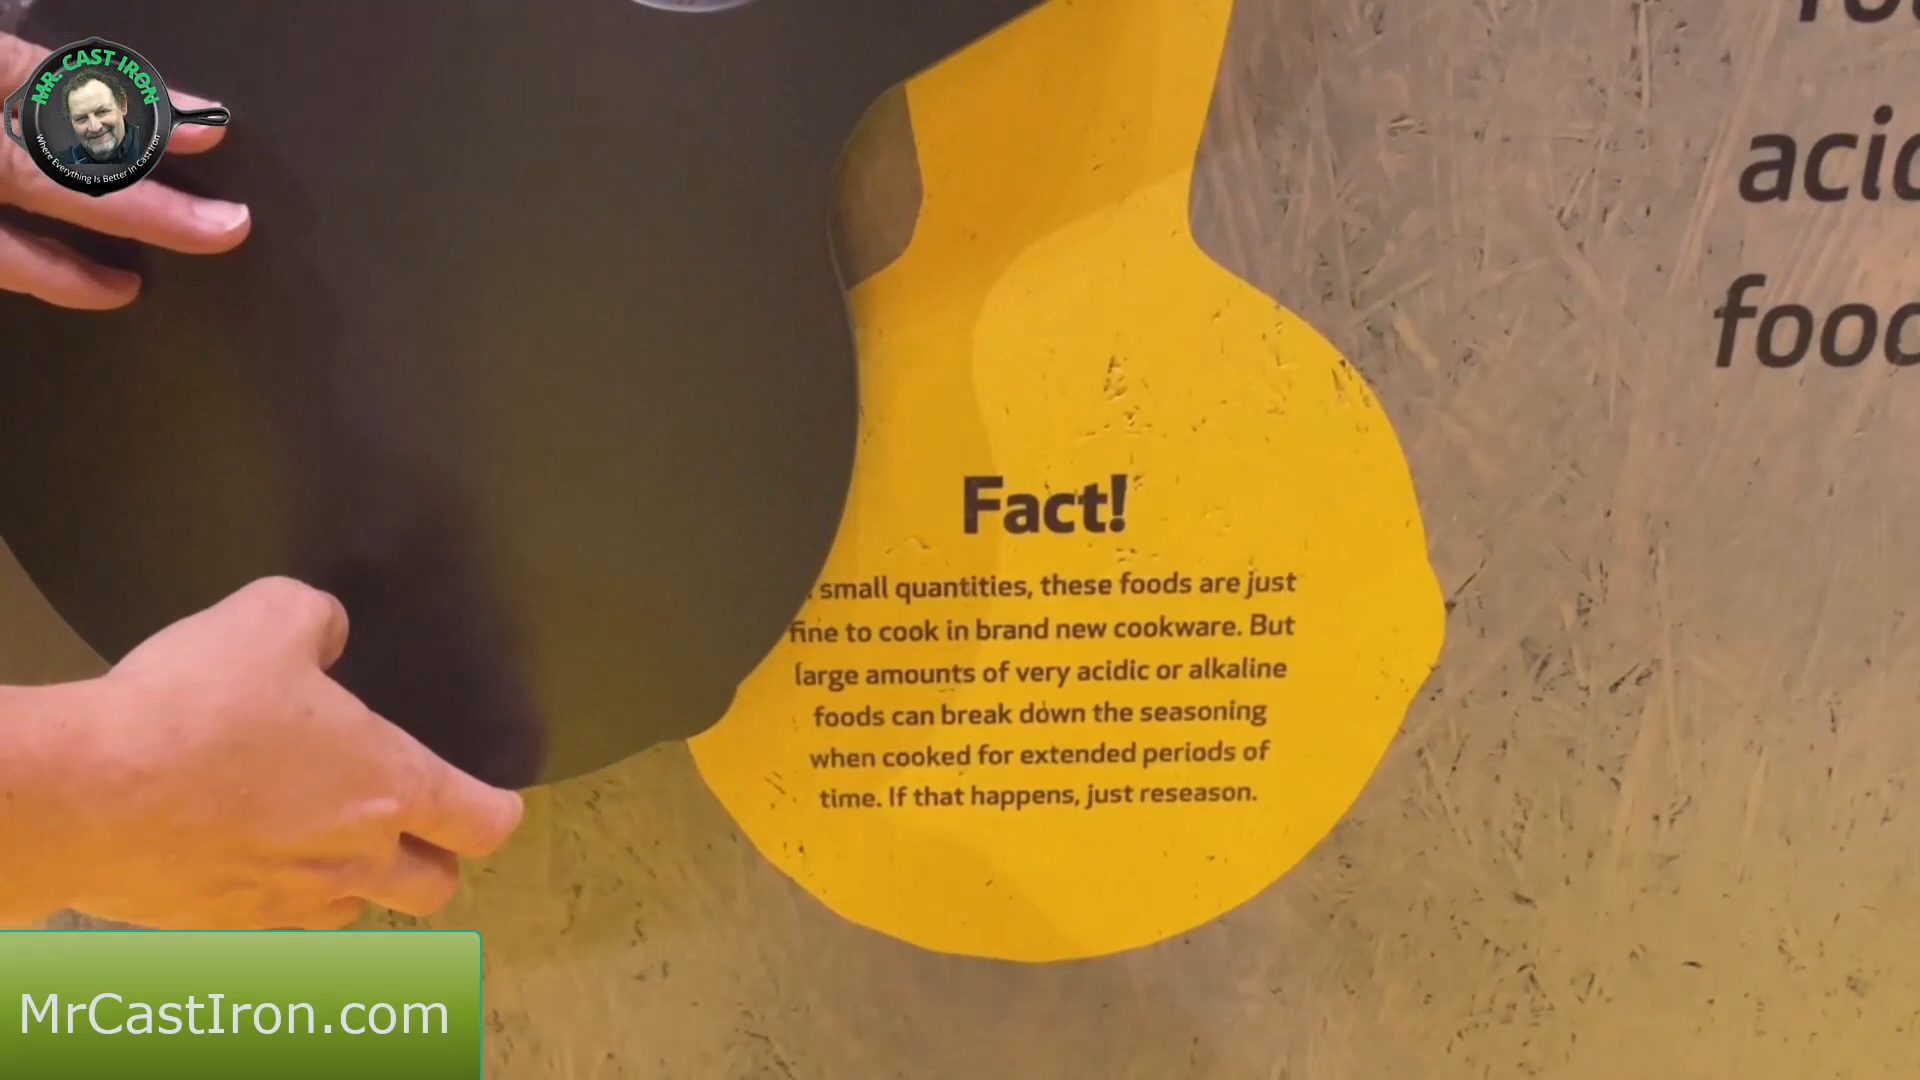 MR. CAST IRON
Where Everything Is Better In Cast Iron
acid
food
Fact!
small quantities, these foods are just
fine to cook in brand new cookware. But
large amounts of very acidic or alkaline
foods can break down the seasoning
when cooked for extended periods of
time. If that happens, just reseason.
MrCastIron.com